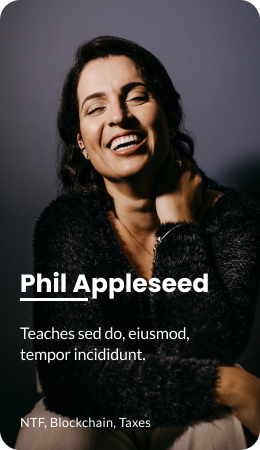 Phil Appleseed
Teaches sed do, eiusmod,
tempor incididunt.
NTF, Blockchain, Taxes